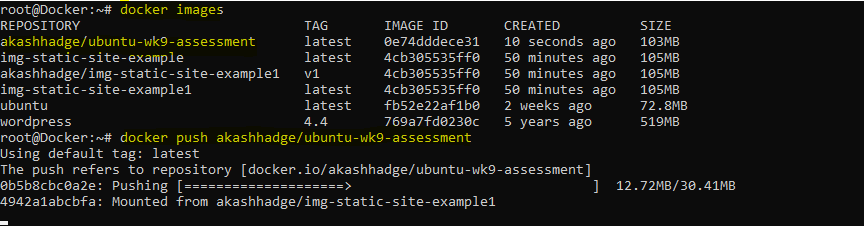 root@Docker:~# docker images
REPOSITORY TAG IMAGE ID CREATED SIZE
akashhadge/ubuntu-wk9-assessment latest 0e74dddece31 10 seconds ago 103MB
img-static-site-example latest 4cb305535ff0 50 minutes ago 105MB
akashhadge/img-static-site-example1 v1 4cb305535ff0 50 minutes ago 105MB
img-static-site-example1 latest 4cb305535ff0 50 minutes ago 105MB
ubuntu latest fb52e22af1b0 2 weeks ago 72.8MB
wordpress 4.4 769a7fd0230c 5 years ago 519MB
root@Docker:~# docker push akashhadge/ubuntu-wk9-assessment
Using default tag: latest
The push refers to repository [docker.io/akashhadge/ubuntu-wk9-assessment]
0b5b8cbc0a2e: Pushing [====================> ] 12.72MB/30.41MB
4942a1abcbfa: Mounted from akashhadge/img-static-site-example1